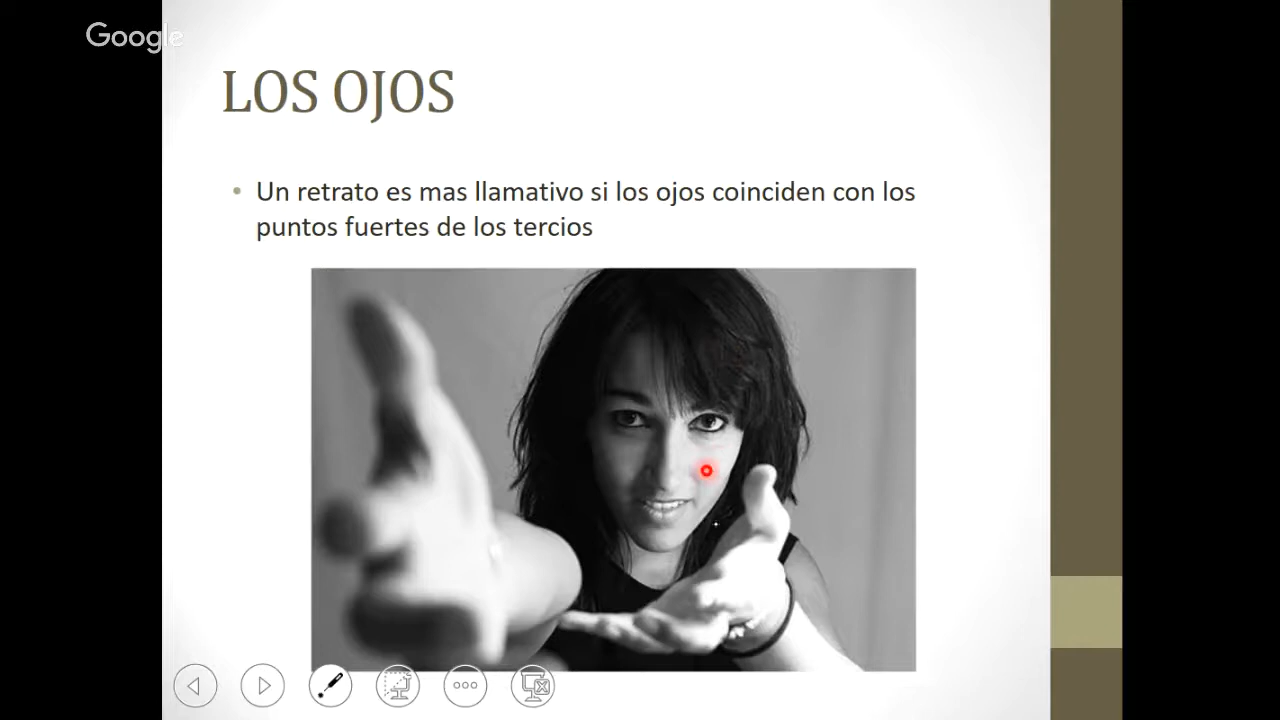 Google
LOS OJOS
• Un retrato es mas llamativo si los ojos coinciden con los
puntos fuertes de los tercios